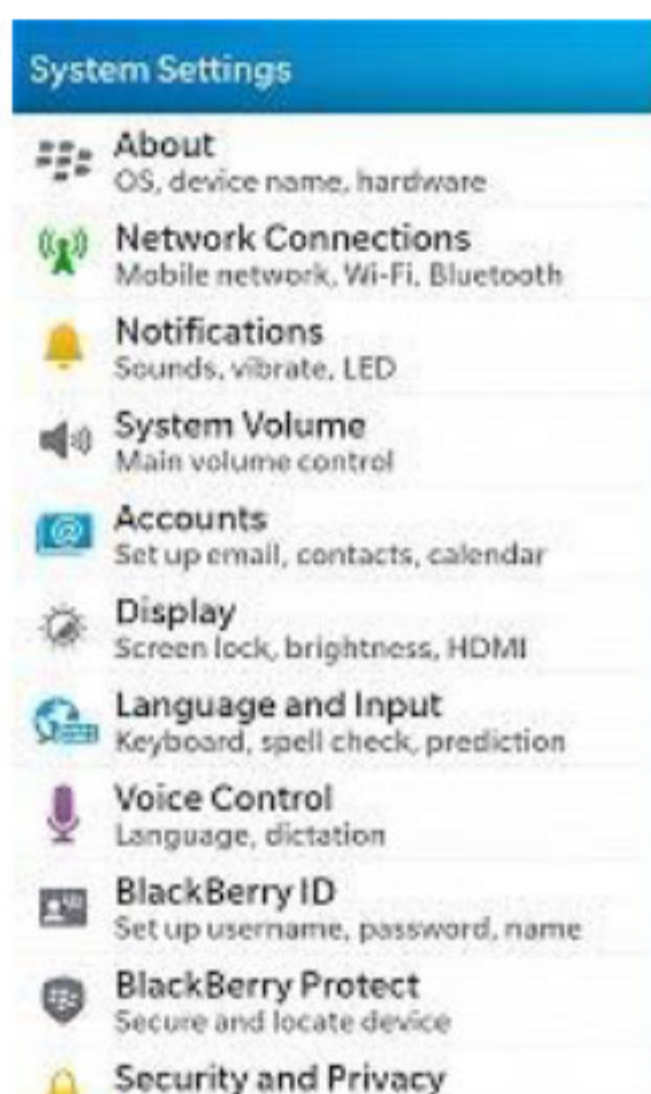 System Settings
About
OS, device name, hardware
Network Connections
Mobile network, Wi-Fi, Bluetooth
Notifications
Sounds, vibrate, LED
System Volume
Main volume control
Accounts
Set up email, contacts, calendar
Display
Screen lock, brightness, HDMI
Language and Input
Keyboard, spell check, prediction
Voice Control
Language, dictation
BlackBerry ID
Set up username, password, name
BlackBerry Protect
Secure and locate device
Security and Privacy